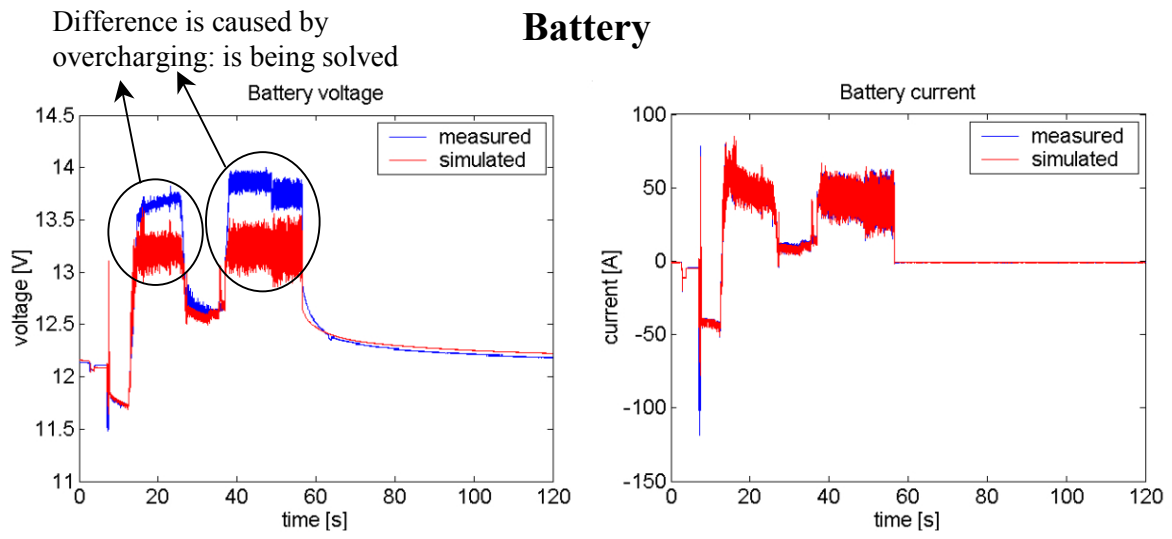 Difference is caused by
overcharging: is being solved
Battery
Battery voltage
14.5
14
13.5
13
12.5
12
11.5
11
voltage [V]
measured
simulated
0
20
40
60
80
100
120
time [s]
Battery current
100
50
0
-50
-100
-150
current [A]
measured
simulated
0
20
40
60
80
100
120
time [s]